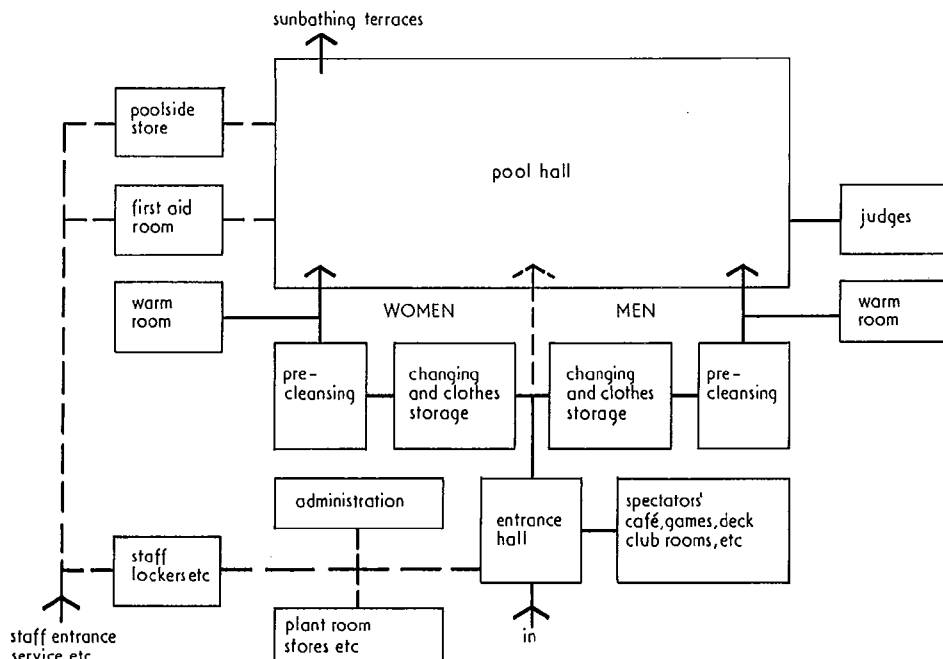 sunbathing terraces
poolside
store
pool hall
first aid
room
judges
warm
room
WOMEN
MEN
warm
room
pre-
cleansing
changing
and clothes
storage
changing
and clothes
storage
pre-
cleansing
administration
entrance
hall
spectators'
café, games, deck
club rooms, etc
staff
lockers etc
plant room
stores etc
in
staff entrance
service etc